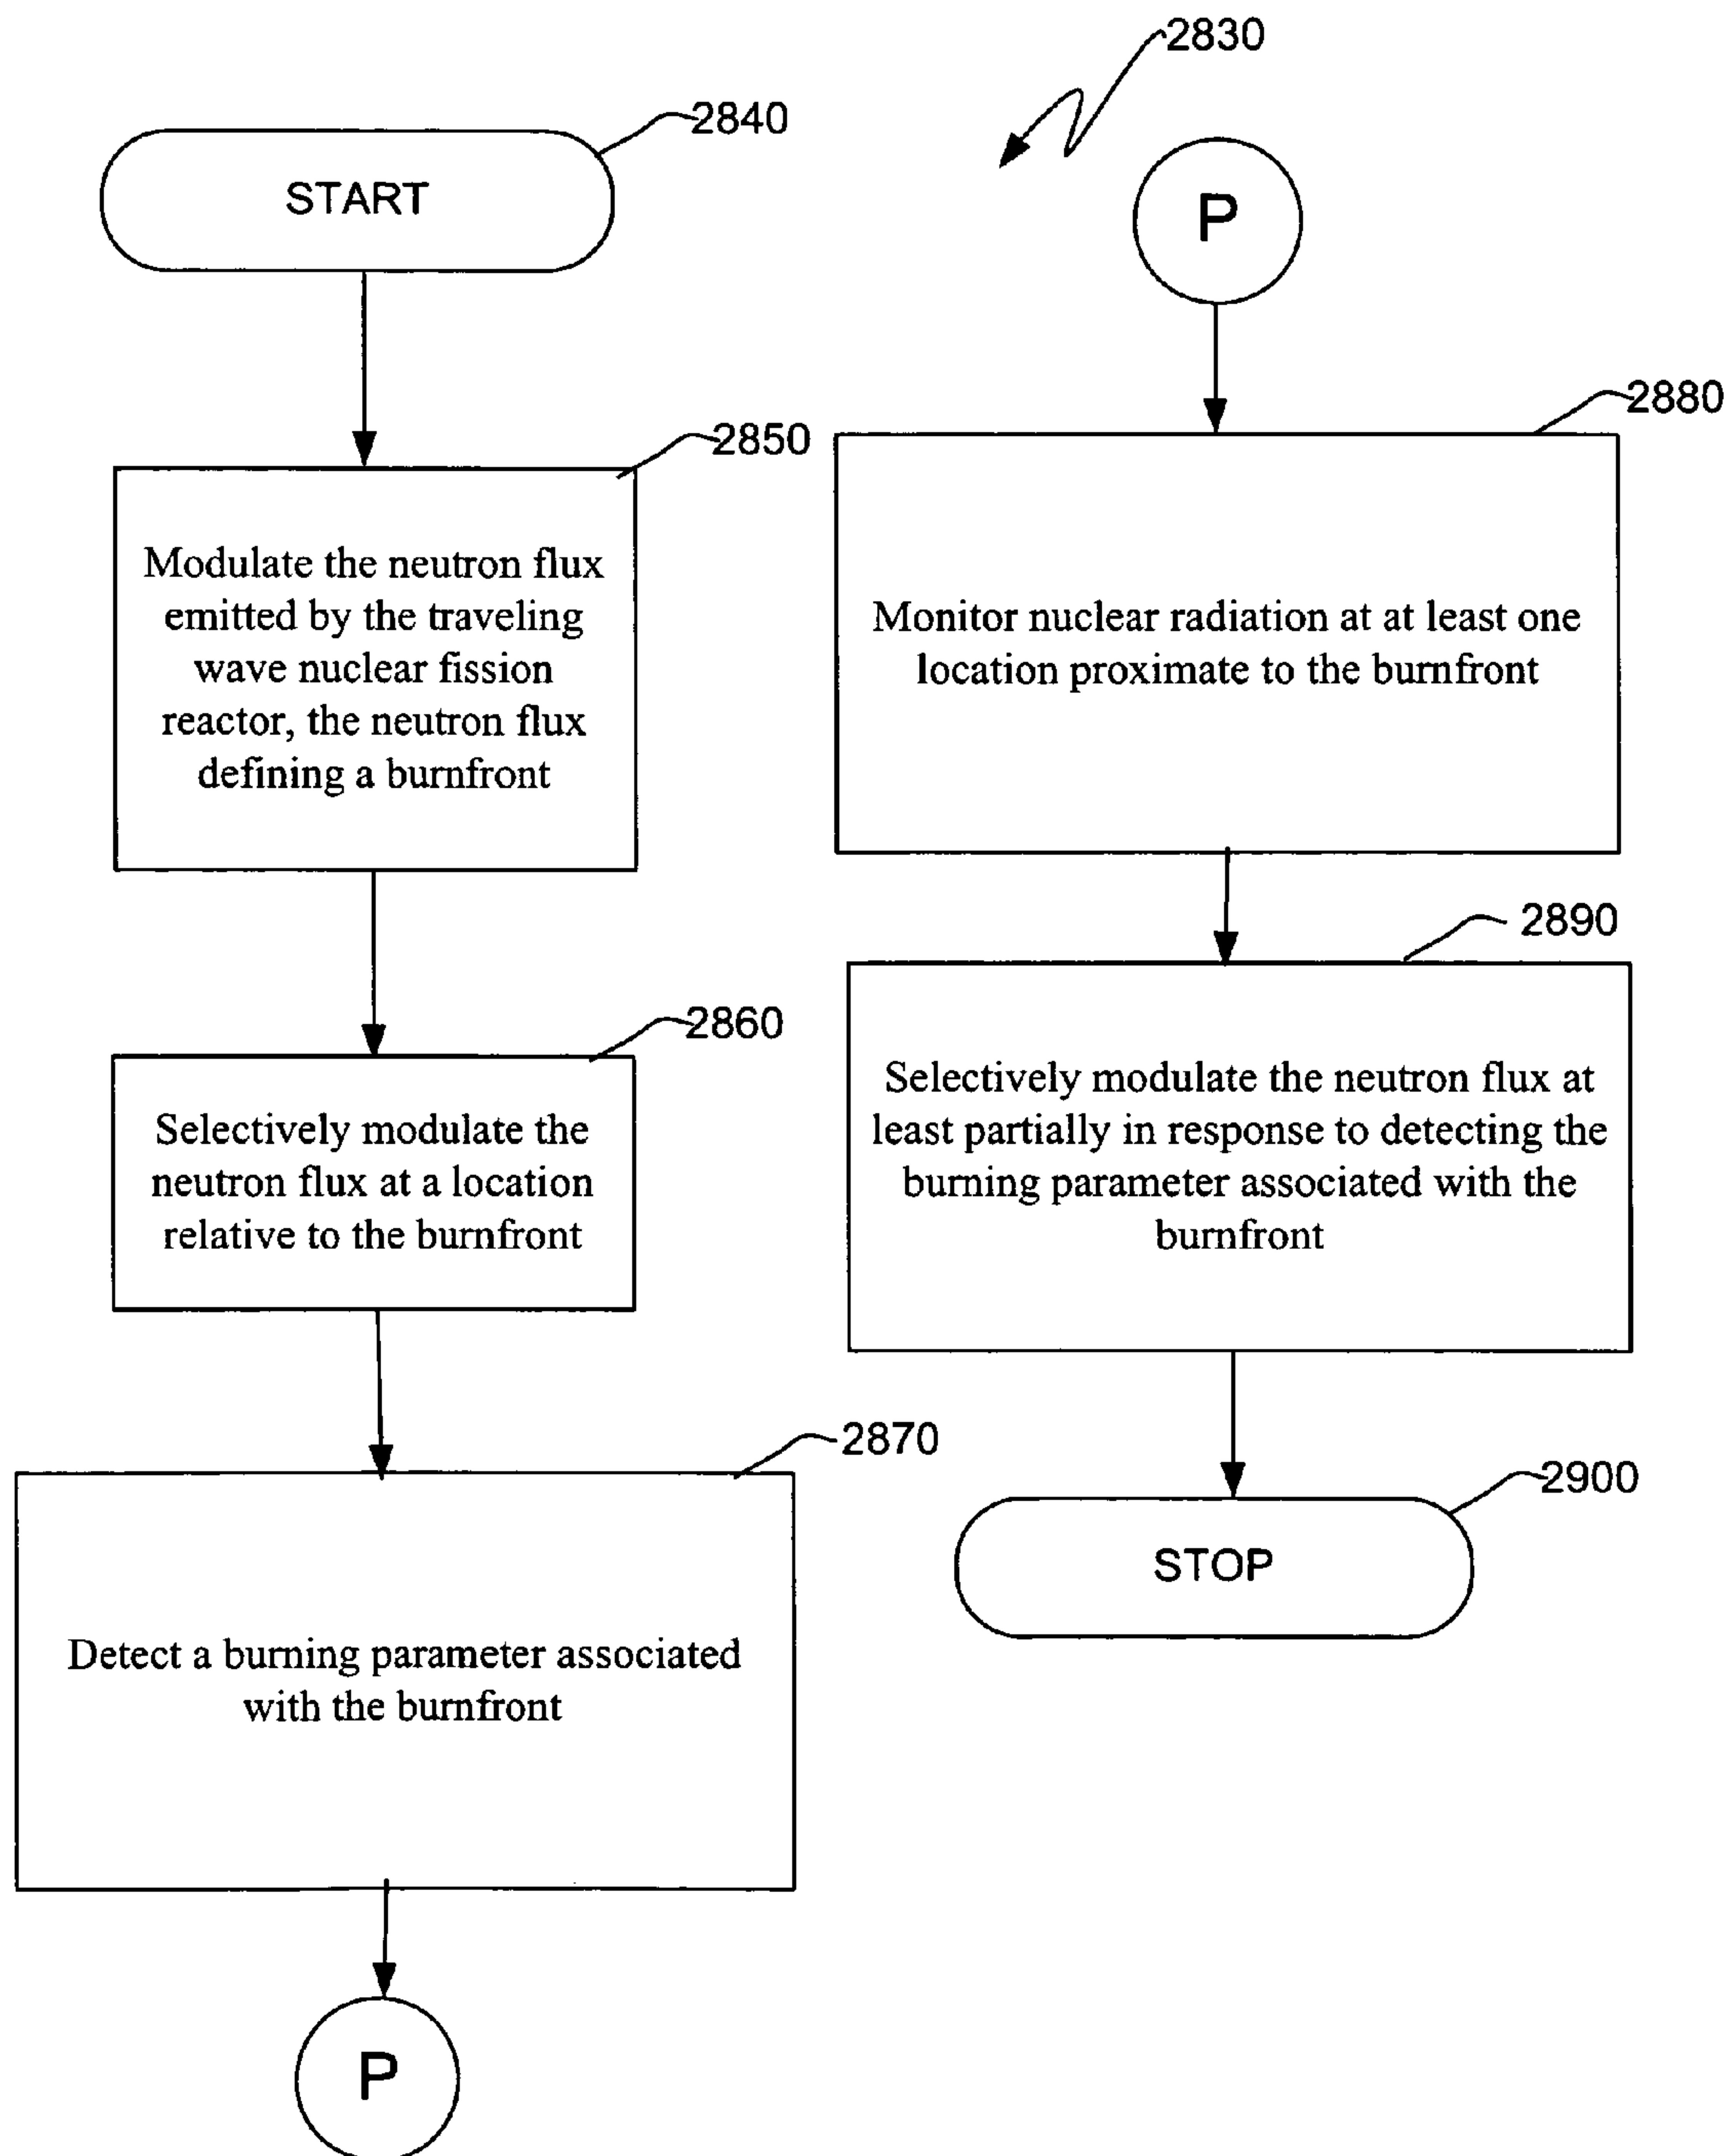 2830
2840
START
2850
Modulate the neutron flux
emitted by the traveling
wave nuclear fission
reactor, the neutron flux
defining a burnfront
2860
Selectively modulate the
neutron flux at a location
relative to the burnfront
2870
Detect a burning parameter associated
with the burnfront
P
P
2880
Monitor nuclear radiation at at least one
location proximate to the burnfront
2890
Selectively modulate the neutron flux at
least partially in response to detecting the
burning parameter associated with the
burnfront
2900
STOP